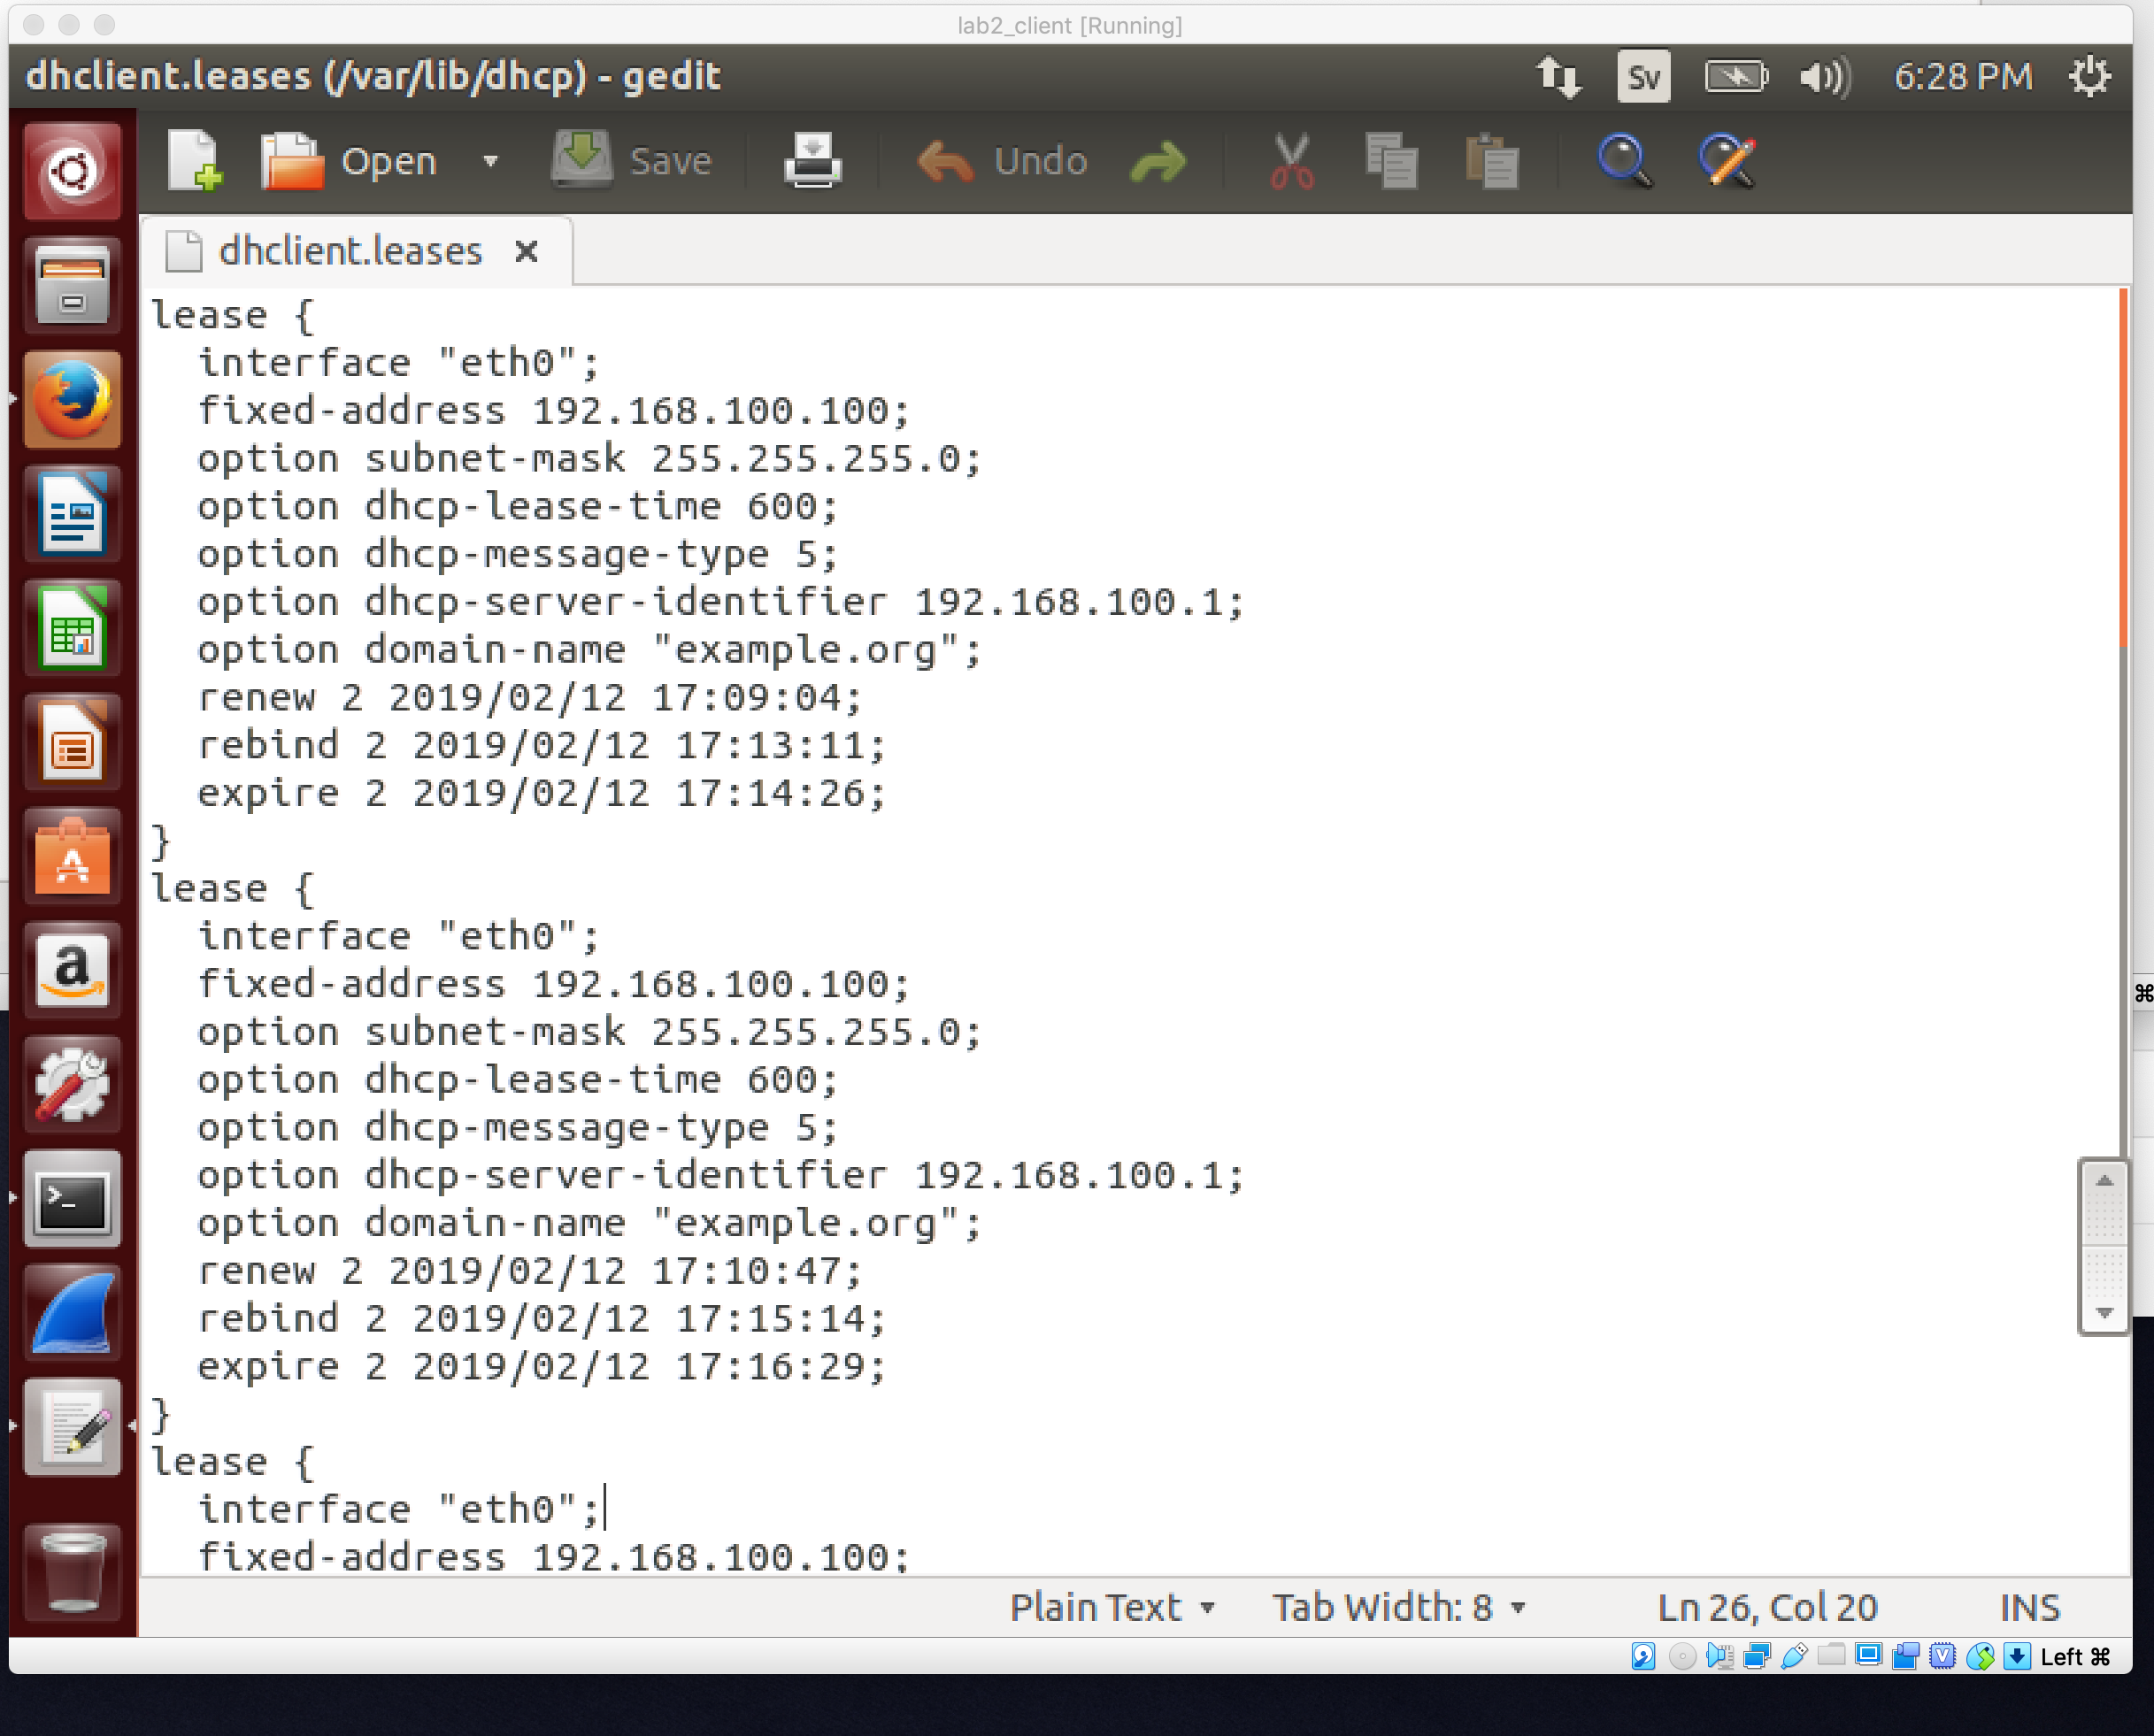 lab2_client [Running]
dhclient.leases (/var/lib/dhcp) - gedit
Sv
6:28 PM
Open
Save
Undo
dhclient.leases
lease {
  interface "eth0";
  fixed-address 192.168.100.100;
  option subnet-mask 255.255.255.0;
  option dhcp-lease-time 600;
  option dhcp-message-type 5;
  option dhcp-server-identifier 192.168.100.1;
  option domain-name "example.org";
  renew 2 2019/02/12 17:09:04;
  rebind 2 2019/02/12 17:13:11;
  expire 2 2019/02/12 17:14:26;
}
lease {
  interface "eth0";
  fixed-address 192.168.100.100;
  option subnet-mask 255.255.255.0;
  option dhcp-lease-time 600;
  option dhcp-message-type 5;
  option dhcp-server-identifier 192.168.100.1;
  option domain-name "example.org";
  renew 2 2019/02/12 17:10:47;
  rebind 2 2019/02/12 17:15:14;
  expire 2 2019/02/12 17:16:29;
}
lease {
  interface "eth0";
  fixed-address 192.168.100.100;
Plain Text
Tab Width: 8
Ln 26, Col 20
INS
Left ⌘
⌘